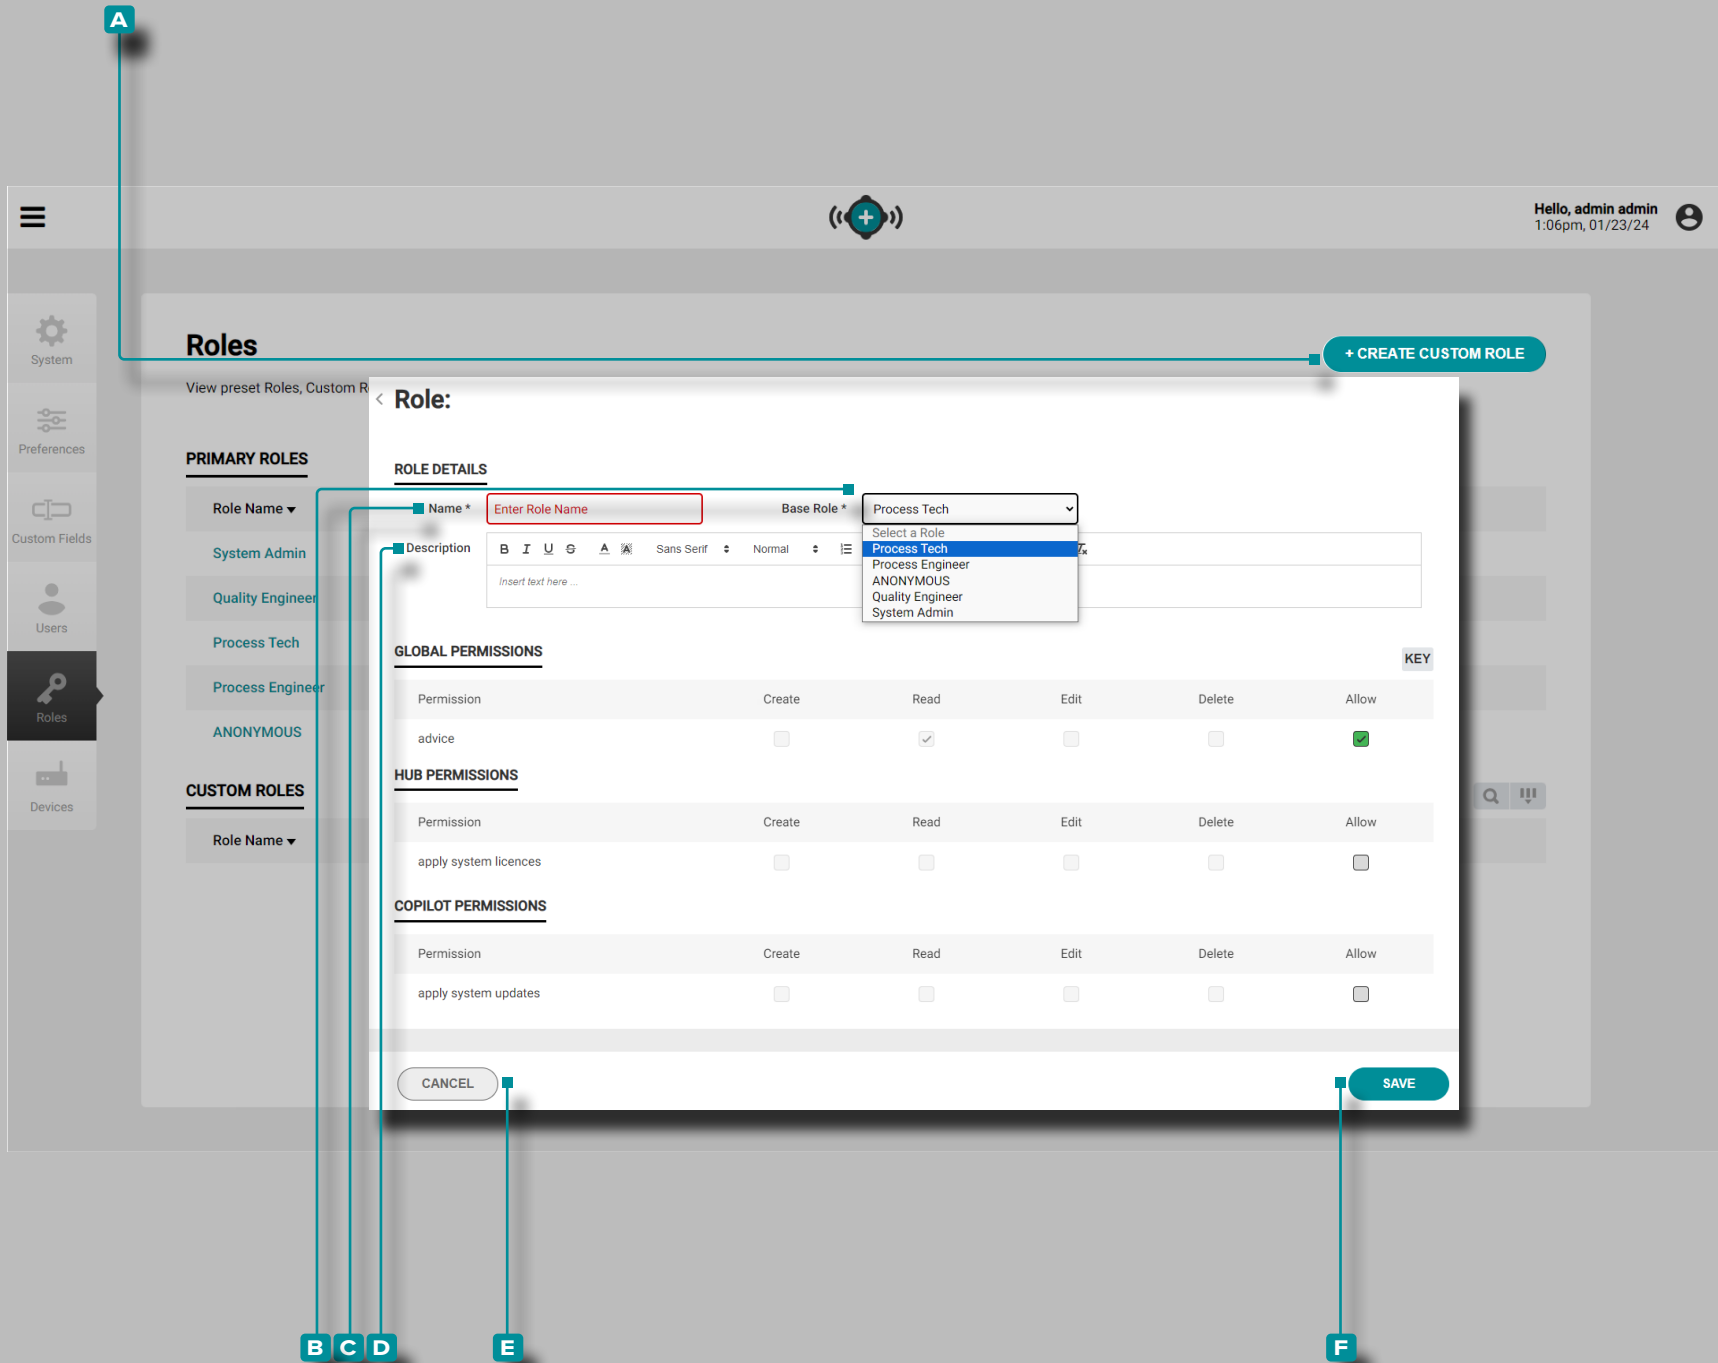 A
Hello, admin admin
1:06pm, 01/23/24
System
Preferences
Custom Fields
Users
Roles
Devices
Roles
+ CREATE CUSTOM ROLE
View preset Roles, Custom R
PRIMARY ROLES
Role Name
System Admin
Quality Engineer
Process Tech
Process Engineer
ANONYMOUS
CUSTOM ROLES
Role Name
Role:
ROLE DETAILS
Name * Enter Role Name Base Role * Process Tech
Select a Role
Process Tech
Process Engineer
ANONYMOUS
Quality Engineer
System Admin
Description B I U S A A Sans Serif Normal
Insert text here ...
GLOBAL PERMISSIONS
KEY
Permission Create Read Edit Delete Allow
advice
HUB PERMISSIONS
Permission Create Read Edit Delete Allow
apply system licences
COPILOT PERMISSIONS
Permission Create Read Edit Delete Allow
apply system updates
CANCEL SAVE
B C D E F